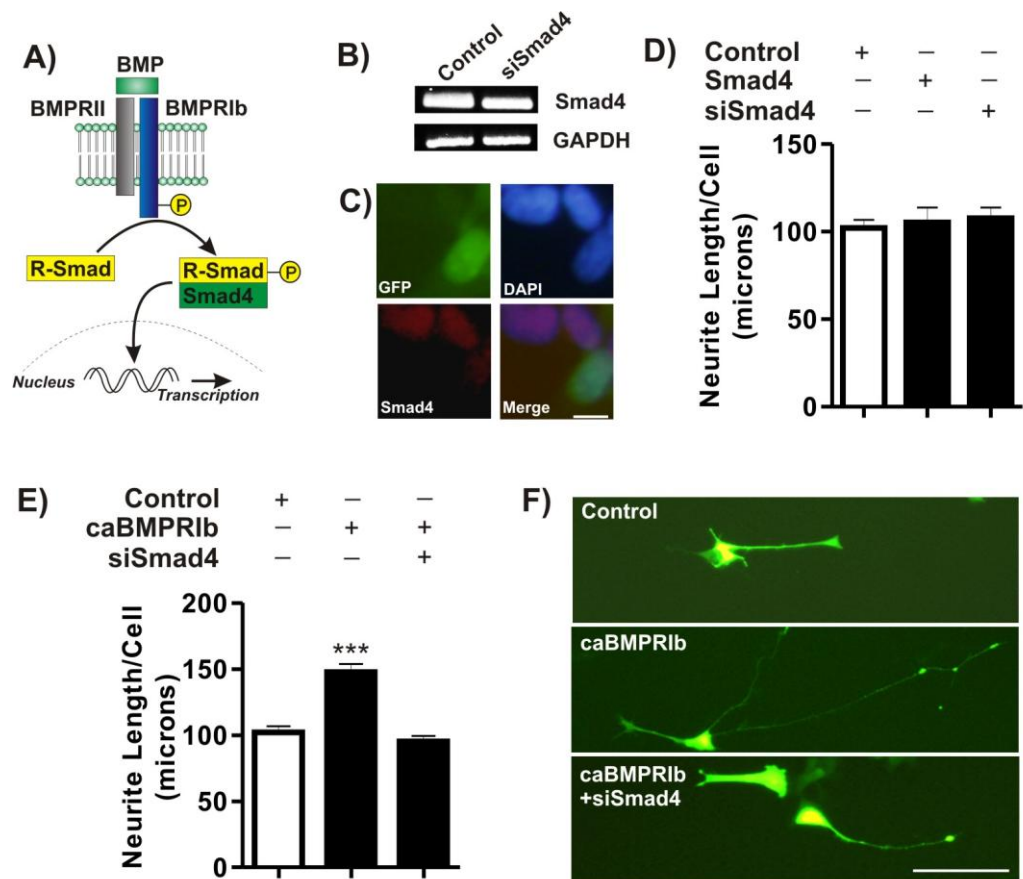 A)
BMP
BMPRII
BMPRIb
P
R-Smad
R-Smad
P
Smad4
Nucleus
Transcription
B)
Control
siSmad4
Smad4
GAPDH
C)
GFP
DAPI
Smad4
Merge
D)
Control + – –
Smad4 – + –
siSmad4 – – +
Neurite Length/Cell
(microns)
150
100
50
0
E)
Control + – –
caBMPRIb – + +
siSmad4 – – +
Neurite Length/Cell
(microns)
200
150
100
50
0
***
F)
Control
caBMPRIb
caBMPRIb
+siSmad4